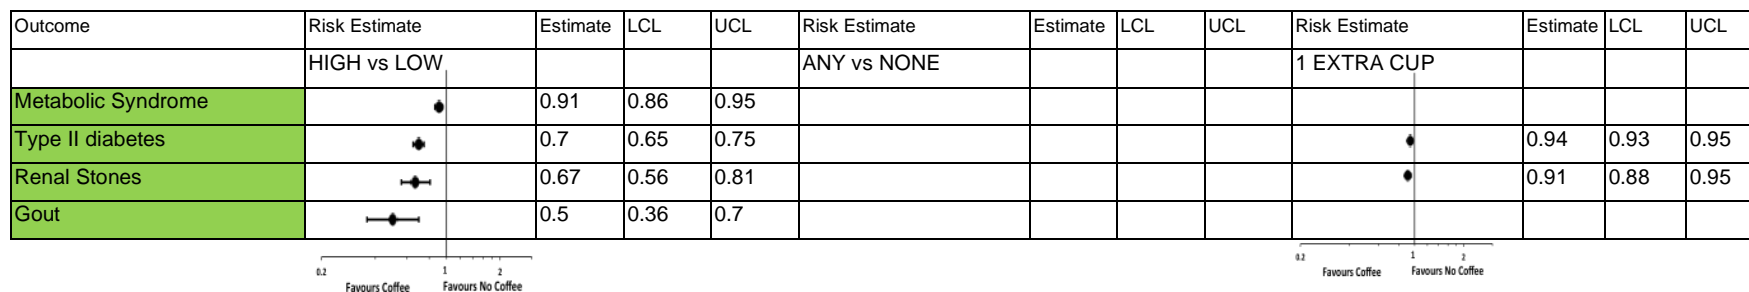 Outcome Risk Estimate Estimate LCL UCL Risk Estimate Estimate LCL UCL Risk Estimate Estimate LCL UCL
HIGH vs LOW ANY vs NONE 1 EXTRA CUP
Metabolic Syndrome 0.91 0.86 0.95
Type II diabetes 0.7 0.65 0.75 0.94 0.93 0.95
Renal Stones 0.67 0.56 0.81 0.91 0.88 0.95
Gout 0.5 0.36 0.7
0.2 1 2 0.2 1 2
Favours Coffee Favours No Coffee Favours Coffee Favours No Coffee